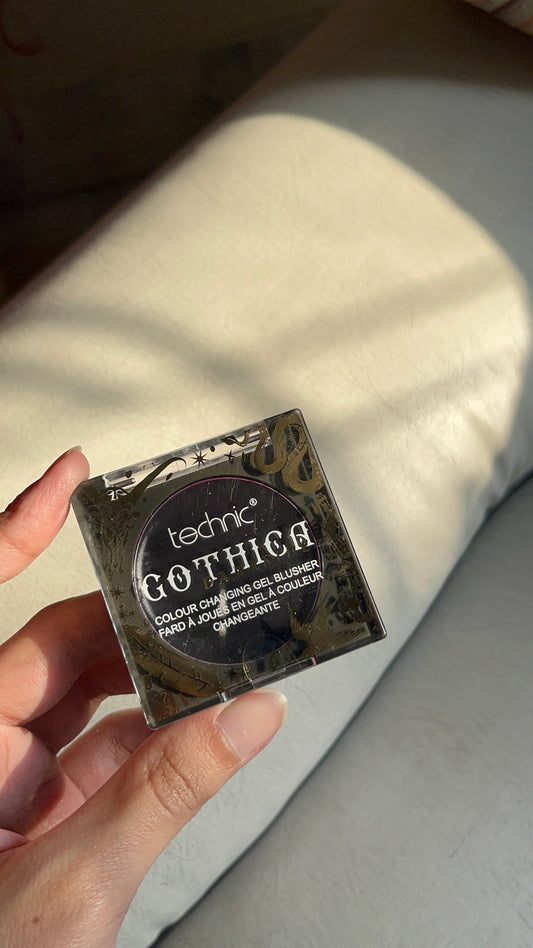 technic®
GOTHICA
COLOUR CHANGING GEL BLUSHER
FARD À JOUES EN GEL À COULEUR
CHANGEANTE